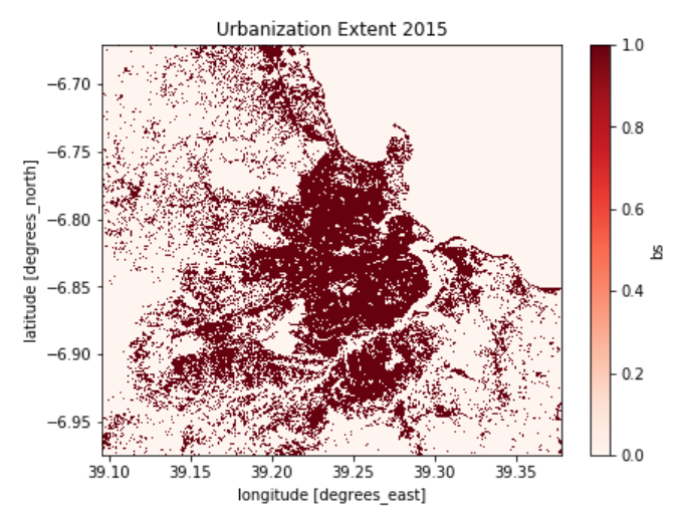 Urbanization Extent 2015
latitude [degrees_north]
−6.70
−6.75
−6.80
−6.85
−6.90
−6.95
39.10 39.15 39.20 39.25 39.30 39.35
longitude [degrees_east]
1.0
0.8
0.6
0.4
0.2
0.0
bs